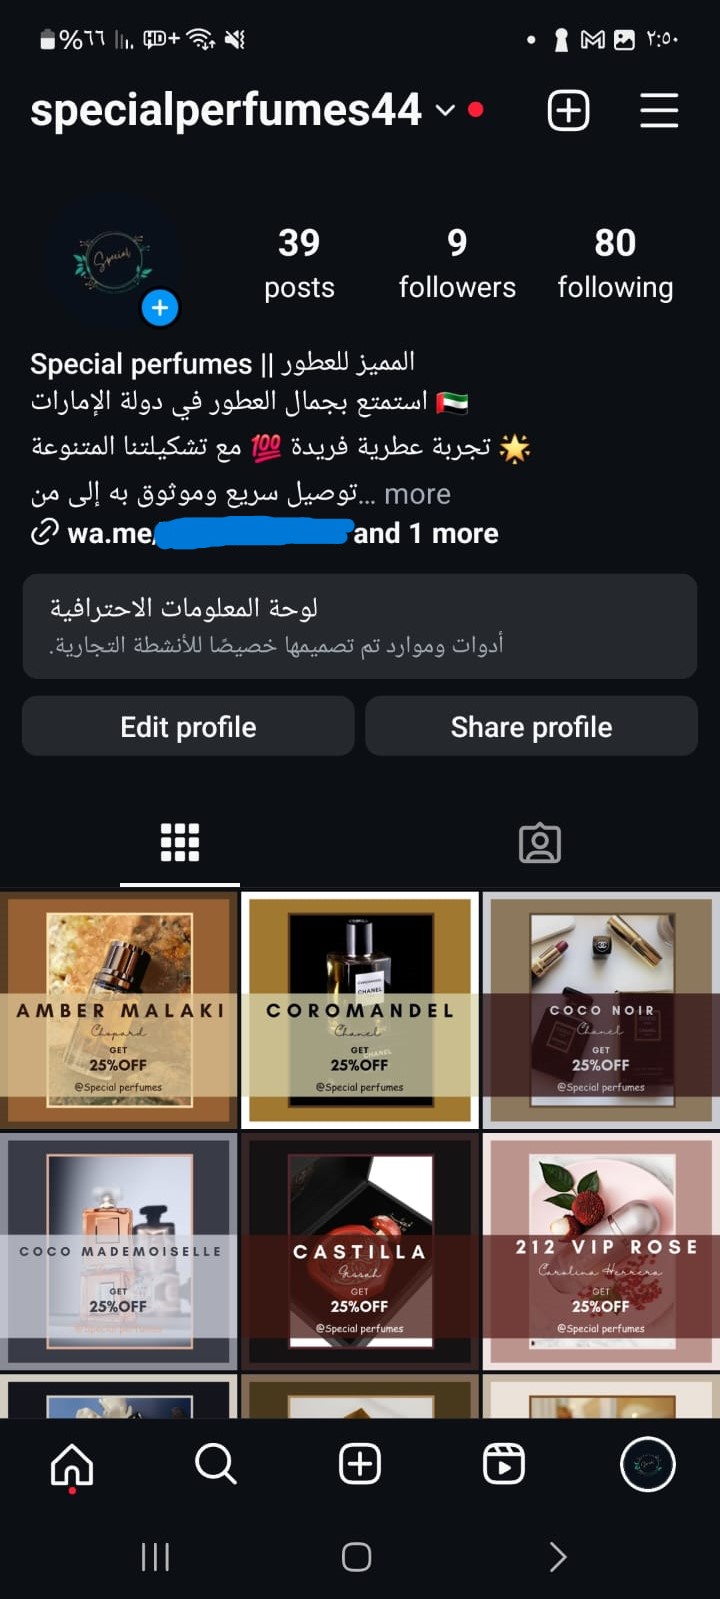 %٦٦
٢:٥٠
specialperfumes44
Special
39
9
80
posts
followers
following
Special perfumes || المميز للعطور
🇦🇪 استمتع بجمال العطور في دولة الإمارات
🌟 تجربة عطرية فريدة 💯 مع تشكيلتنا المتنوعة
توصيل سريع وموثوق به إلى من... more
wa.me/ and 1 more
لوحة المعلومات الاحترافية
أدوات وموارد تم تصميمها خصيصًا للأنشطة التجارية.
Edit profile
Share profile
AMBER MALAKI
Chopard
GET
25%OFF
@Special perfumes
COROMANDEL
Chanel
GET
25%OFF
@Special perfumes
CHANEL
COCO NOIR
Chanel
GET
25%OFF
@Special perfumes
COCO MADEMOISELLE
GET
25%OFF
@Special perfumes
CASTILLA
GET
25%OFF
@Special perfumes
212 VIP ROSE
Carolina Herrera
GET
25%OFF
@Special perfumes